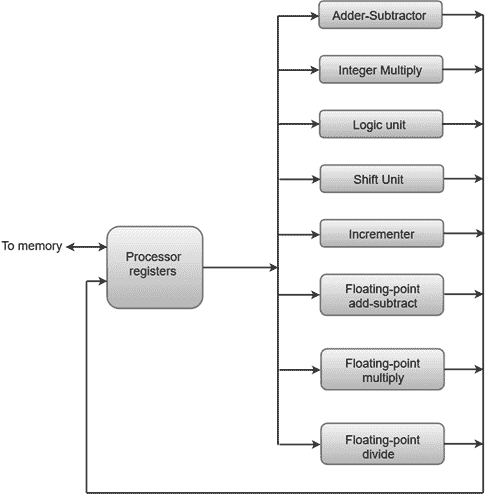 Adder-Subtractor
Integer Multiply
Logic unit
Shift Unit
Incrementer
To memory
Processor
registers
Floating-point
add-subtract
Floating-point
multiply
Floating-point
divide